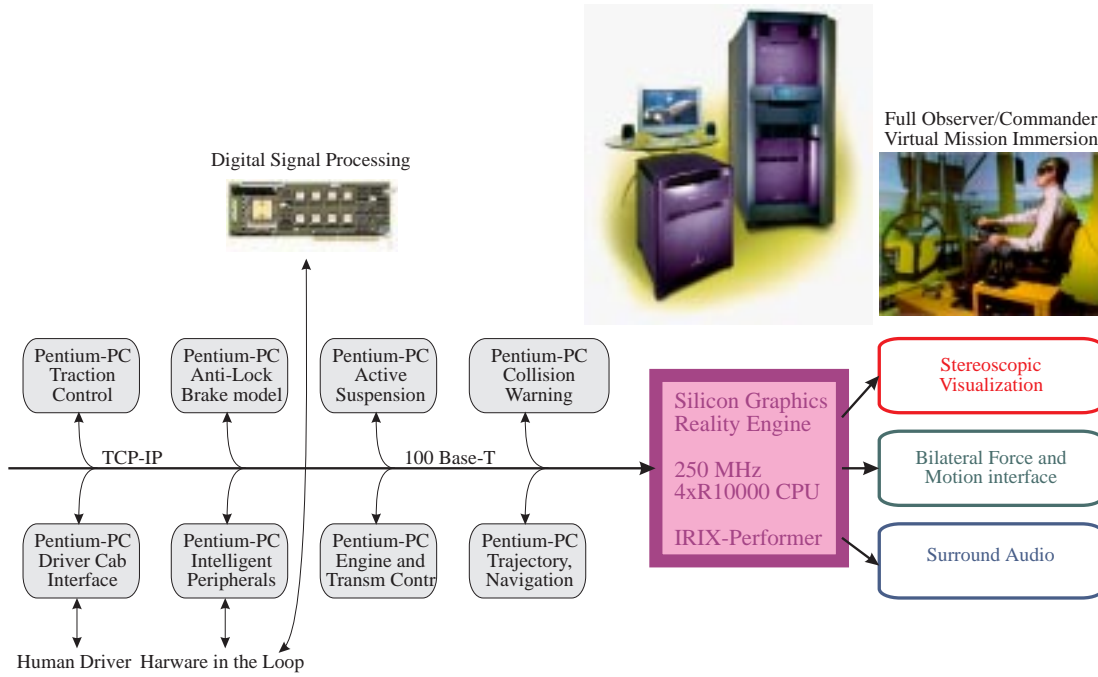 Full Observer/Commander
Virtual Mission Immersion
Digital Signal Processing
Pentium-PC
Traction
Control
Pentium-PC
Anti-Lock
Brake model
Pentium-PC
Active
Suspension
Pentium-PC
Collision
Warning
TCP-IP
100 Base-T
Pentium-PC
Driver Cab
Interface
Pentium-PC
Intelligent
Peripherals
Pentium-PC
Engine and
Transm Contr
Pentium-PC
Trajectory,
Navigation
Human Driver
Harware in the Loop
Silicon Graphics
Reality Engine
250 MHz
4xR10000 CPU
IRIX-Performer
Stereoscopic
Visualization
Bilateral Force and
Motion interface
Surround Audio